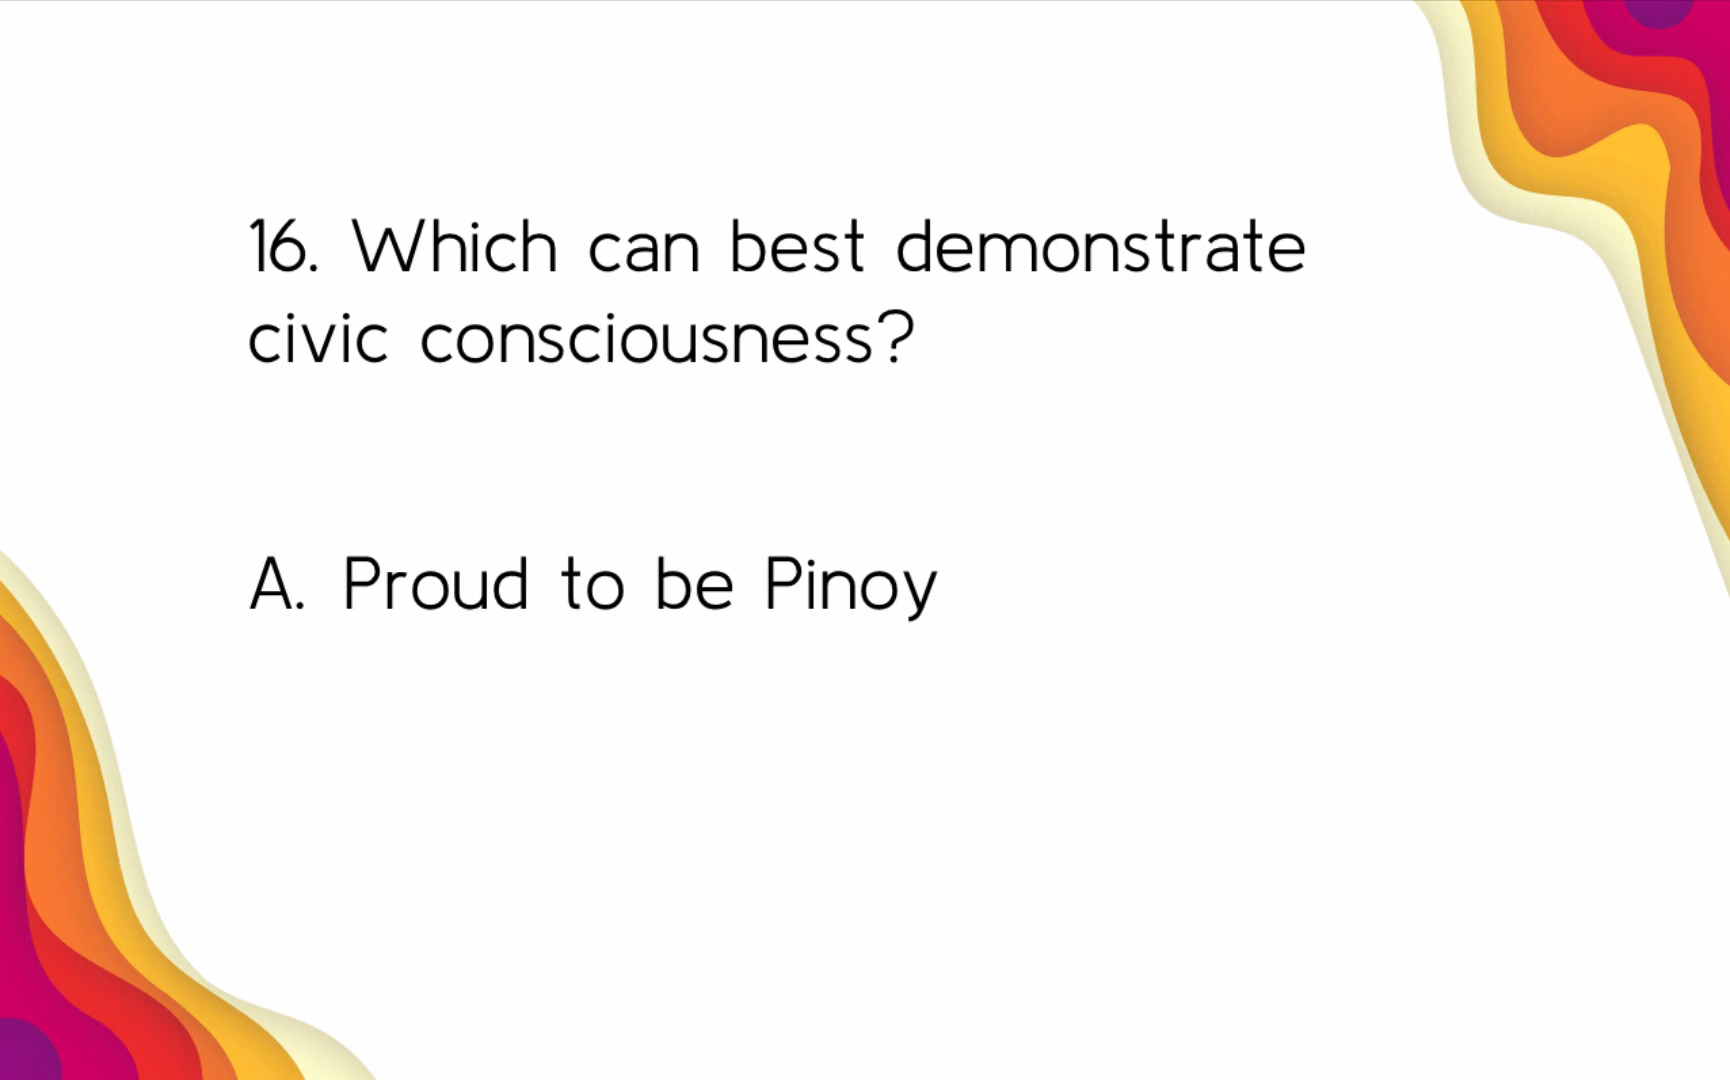 16. Which can best demonstrate
civic consciousness?
A. Proud to be Pinoy